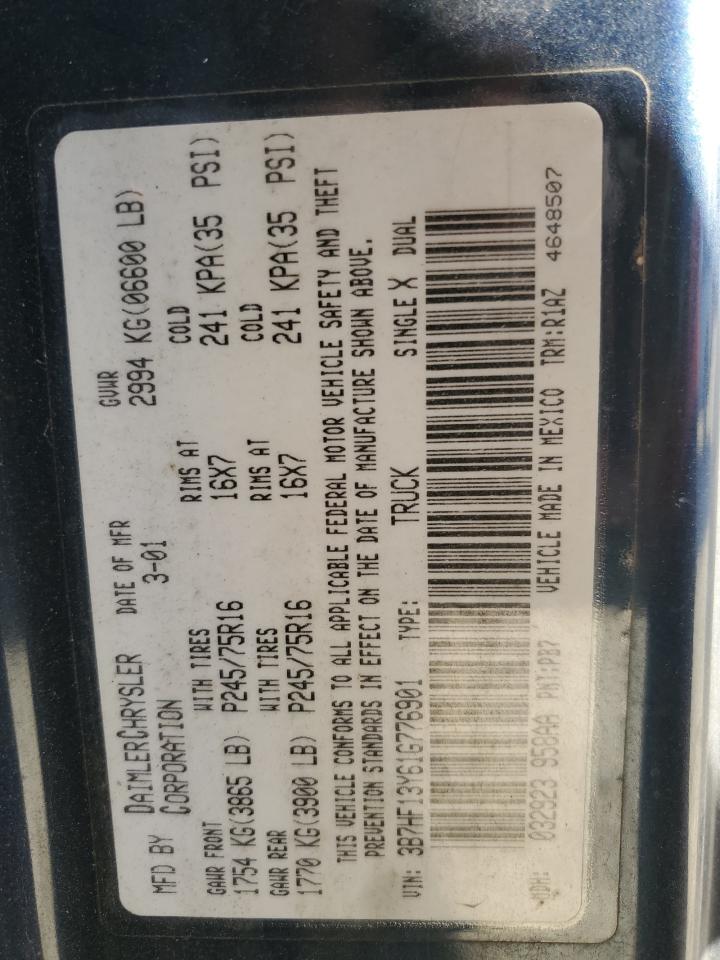 MFD BY DAIMLERCHRYSLER CORPORATION
DATE OF MFR 3-01
GVWR 2994 KG(06600 LB)
GAWR FRONT WITH TIRES RIMS AT COLD
1754 KG(3865 LB) P245/75R16 16X7 241 KPA(35 PSI)
GAWR REAR WITH TIRES RIMS AT COLD
1770 KG(3900 LB) P245/75R16 16X7 241 KPA(35 PSI)
THIS VEHICLE CONFORMS TO ALL APPLICABLE FEDERAL MOTOR VEHICLE SAFETY AND THEFT
PREVENTION STANDARDS IN EFFECT ON THE DATE OF MANUFACTURE SHOWN ABOVE.
VIN: 3B7HF13Y61G776901 TYPE: TRUCK SINGLE X DUAL
MDH: 032923 958AA PNT:PB7 VEHICLE MADE IN MEXICO TRM:R1AZ 4648507